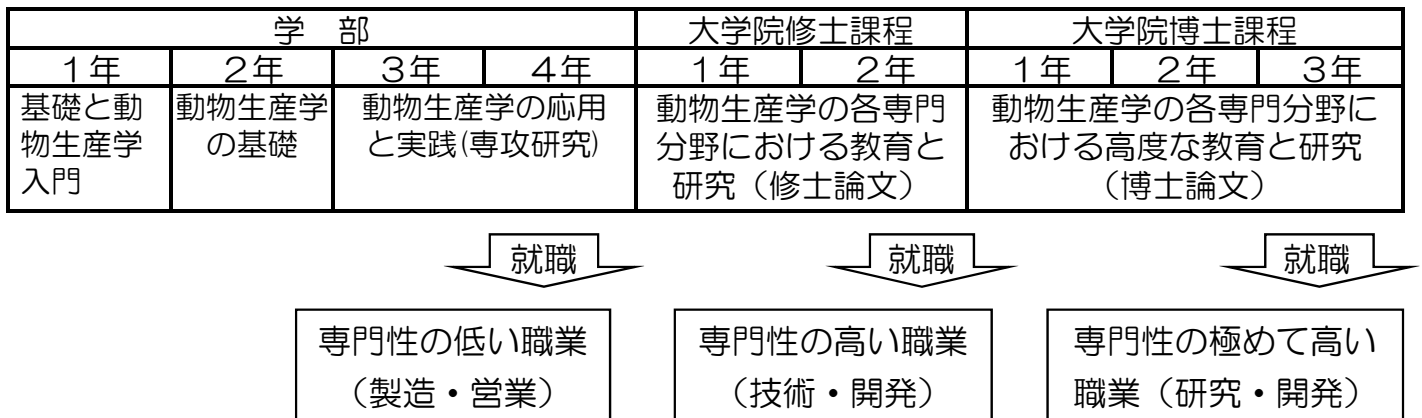 学 部 大学院修士課程 大学院博士課程
1年 2年 3年 4年 1年 2年 1年 2年 3年
基礎と動
物生産学
入門
動物生産学
の基礎
動物生産学の応用
と実践(専攻研究)
動物生産学の各専門
分野における教育と
研究（修士論文）
動物生産学の各専門分野に
おける高度な教育と研究
（博士論文）
就職 就職 就職
専門性の低い職業
（製造・営業）
専門性の高い職業
（技術・開発）
専門性の極めて高い
職業（研究・開発）